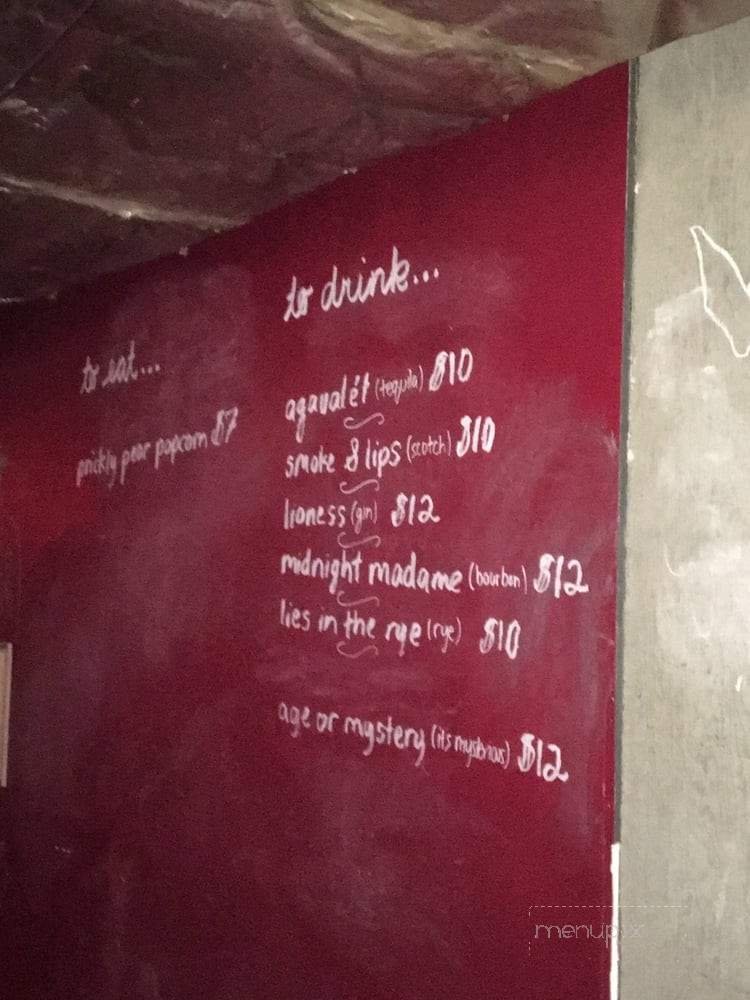 to eat...
prickly pear popcorn $7
to drink...
agavalét (tequila) $10
smoke & lips (scotch) $10
lioness (gin) $12
midnight madame (bourbon) $12
lies in the rye (rye) $10
age or mystery (its mysterious) $12
menupix